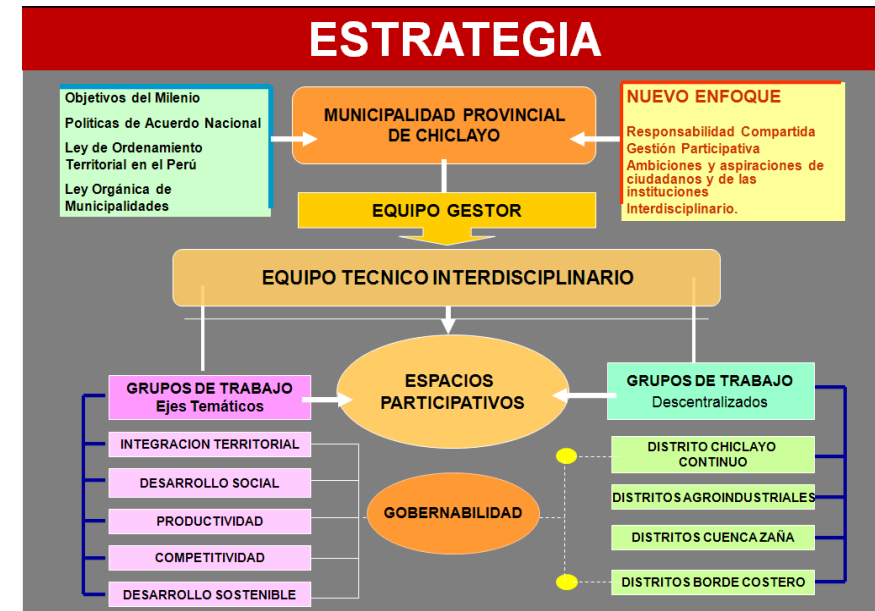 ESTRATEGIA
Objetivos del Milenio
Politicas de Acuerdo Nacional
Ley de Ordenamiento
Territorial en el Perú
Ley Orgánica de
Municipalidades
MUNICIPALIDAD PROVINCIAL
DE CHICLAYO
NUEVO ENFOQUE
Responsabilidad Compartida
Gestión Participativa
Ambiciones y aspiraciones de
ciudadanos y de las
instituciones
Interdisciplinario.
EQUIPO GESTOR
EQUIPO TECNICO INTERDISCIPLINARIO
GRUPOS DE TRABAJO
Ejes Temáticos
ESPACIOS
PARTICIPATIVOS
GRUPOS DE TRABAJO
Descentralizados
INTEGRACION TERRITORIAL
DESARROLLO SOCIAL
PRODUCTIVIDAD
COMPETITIVIDAD
DESARROLLO SOSTENIBLE
GOBERNABILIDAD
DISTRITO CHICLAYO
CONTINUO
DISTRITOS AGROINDUSTRIALES
DISTRITOS CUENCA ZAÑA
DISTRITOS BORDE COSTERO